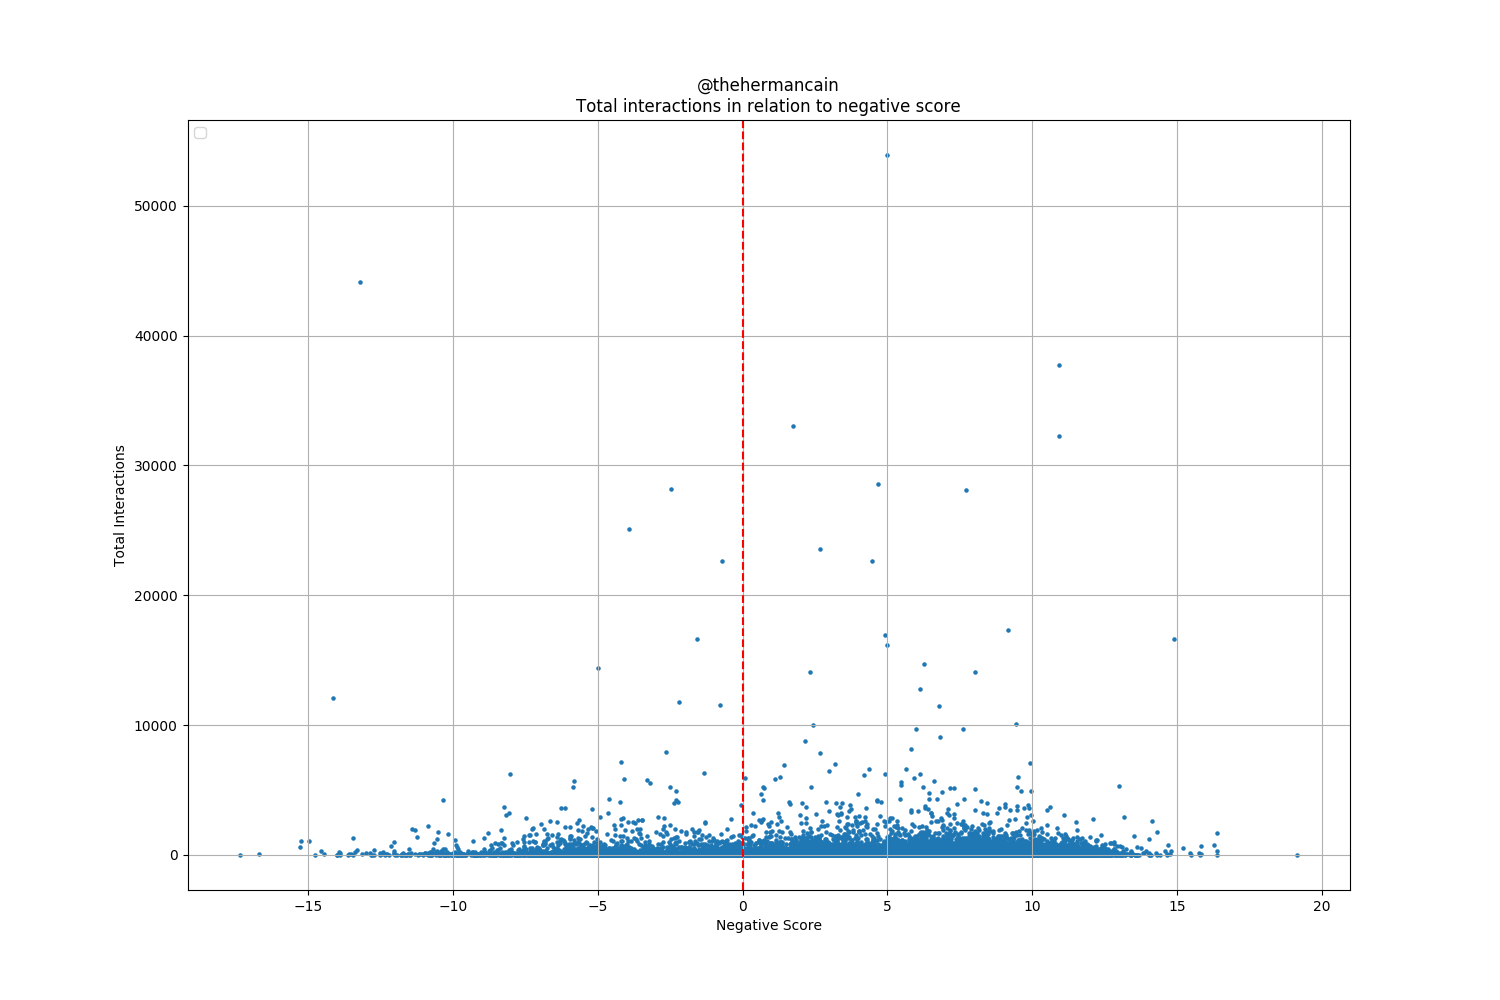 @thehermancain
Total interactions in relation to negative score
50000
40000
30000
20000
10000
0
Total Interactions
−15 −10 −5 0 5 10 15 20
Negative Score